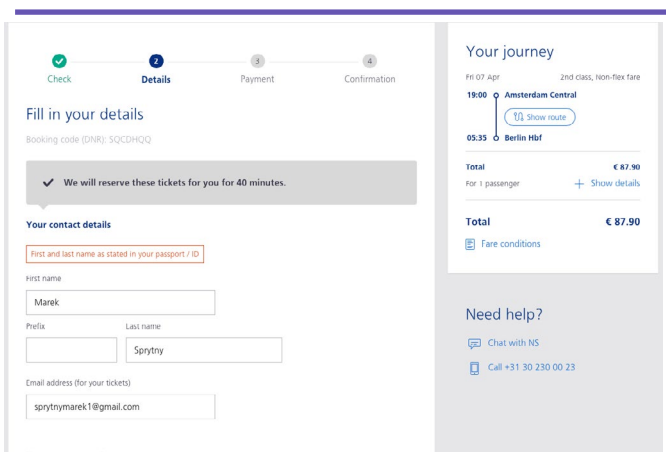 2
3
4
Check
Details
Payment
Confirmation
Fill in your details
Booking code (DNR): SQCDHQQ
We will reserve these tickets for you for 40 minutes.
Your contact details
First and last name as stated in your passport / ID
First name
Marek
Prefix
Last name
Sprytny
Email address (for your tickets)
sprytnymarek1@gmail.com
Your journey
Fri 07 Apr 2nd class, Non-flex fare
19:00 Amsterdam Central
Show route
05:35 Berlin Hbf
Total € 87.90
For 1 passenger + Show details
Total € 87.90
Fare conditions
Need help?
Chat with NS
Call +31 30 230 00 23